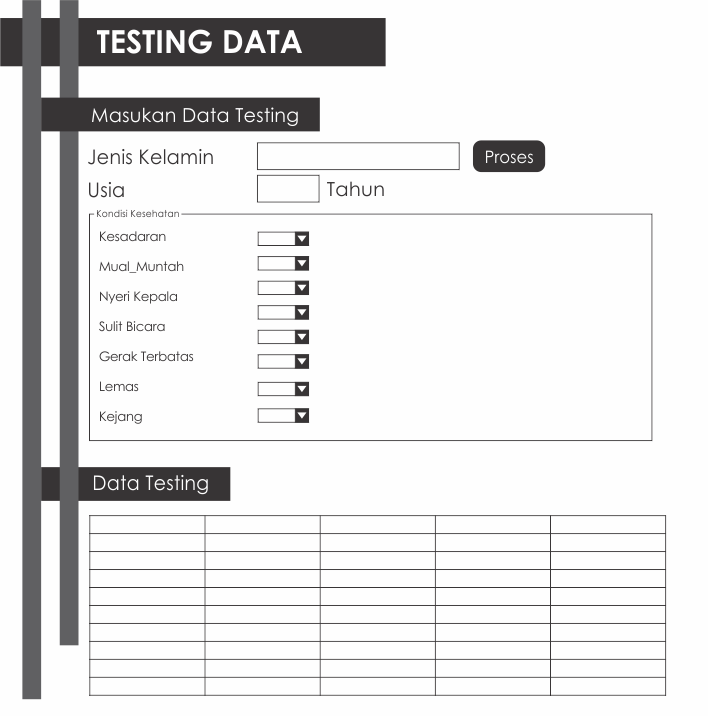 TESTING DATA
Masukan Data Testing
Jenis Kelamin
Proses
Usia
Tahun
Kondisi Kesehatan
Kesadaran
Mual_Muntah
Nyeri Kepala
Sulit Bicara
Gerak Terbatas
Lemas
Kejang
Data Testing